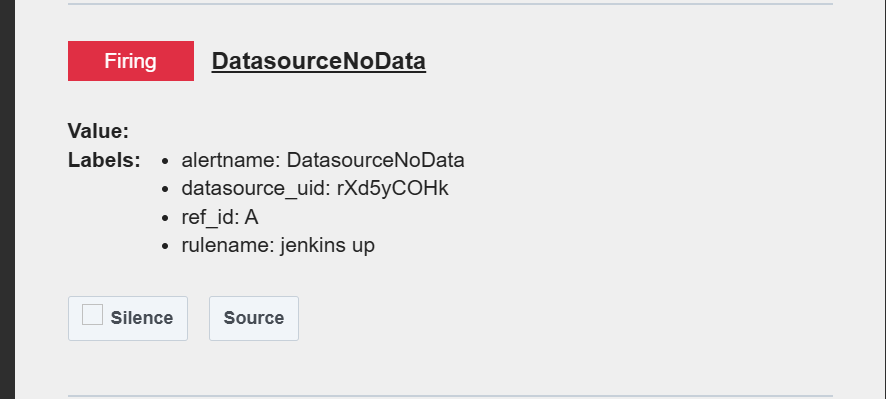 Firing DatasourceNoData
Value:
Labels: • alertname: DatasourceNoData
• datasource_uid: rXd5yCOHk
• ref_id: A
• rulename: jenkins up
Silence Source